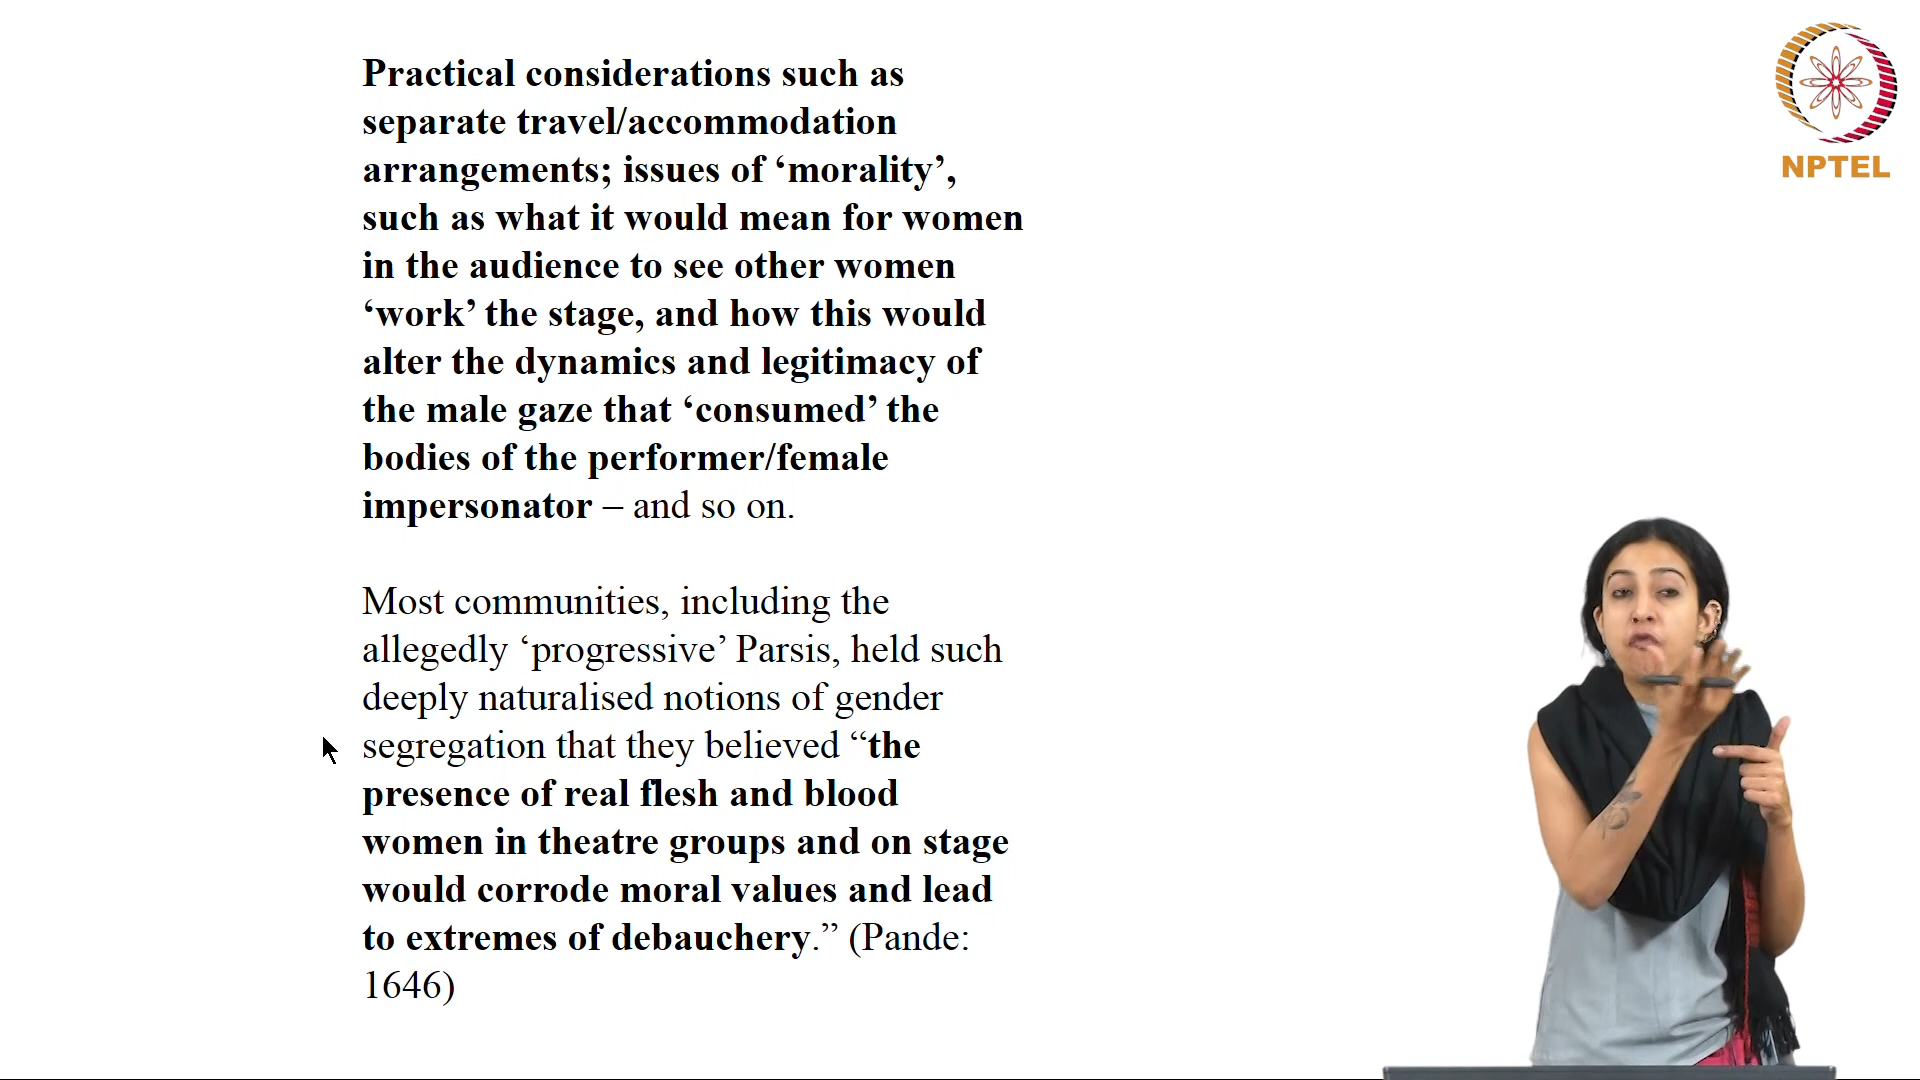 Practical considerations such as
separate travel/accommodation
arrangements; issues of ‘morality’,
such as what it would mean for women
in the audience to see other women
‘work’ the stage, and how this would
alter the dynamics and legitimacy of
the male gaze that ‘consumed’ the
bodies of the performer/female
impersonator – and so on.
Most communities, including the
allegedly ‘progressive’ Parsis, held such
deeply naturalised notions of gender
segregation that they believed “the
presence of real flesh and blood
women in theatre groups and on stage
would corrode moral values and lead
to extremes of debauchery.” (Pande:
1646)
NPTEL